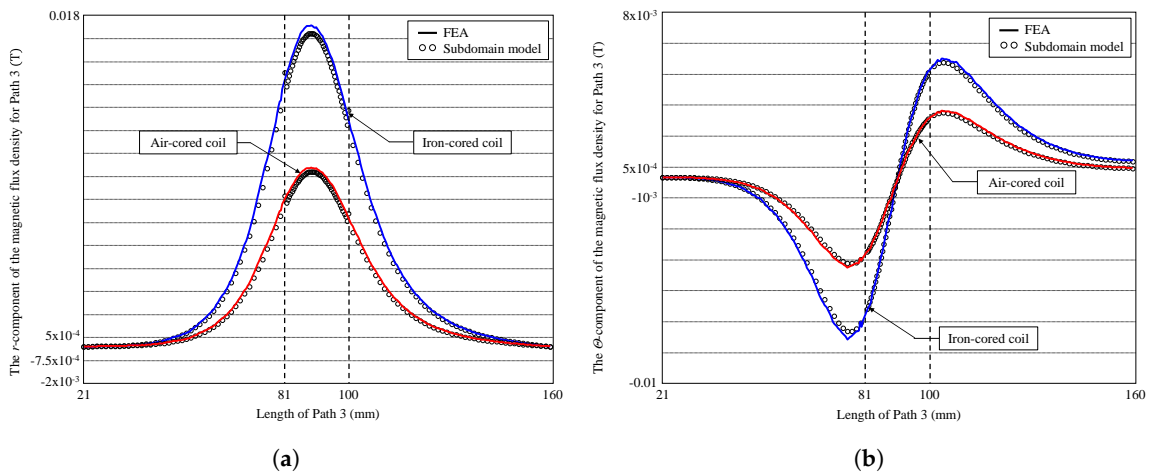 The r-component of the magnetic flux density for Path 3 (T)
0.018
5x10-4
-7.5x10-4
-2x10-3
FEA
Subdomain model
Air-cored coil
Iron-cored coil
21
81
100
160
Length of Path 3 (mm)
(a)
The Θ-component of the magnetic flux density for Path 3 (T)
8x10-3
5x10-4
-10-3
-0.01
FEA
Subdomain model
Air-cored coil
Iron-cored coil
21
81
100
160
Length of Path 3 (mm)
(b)